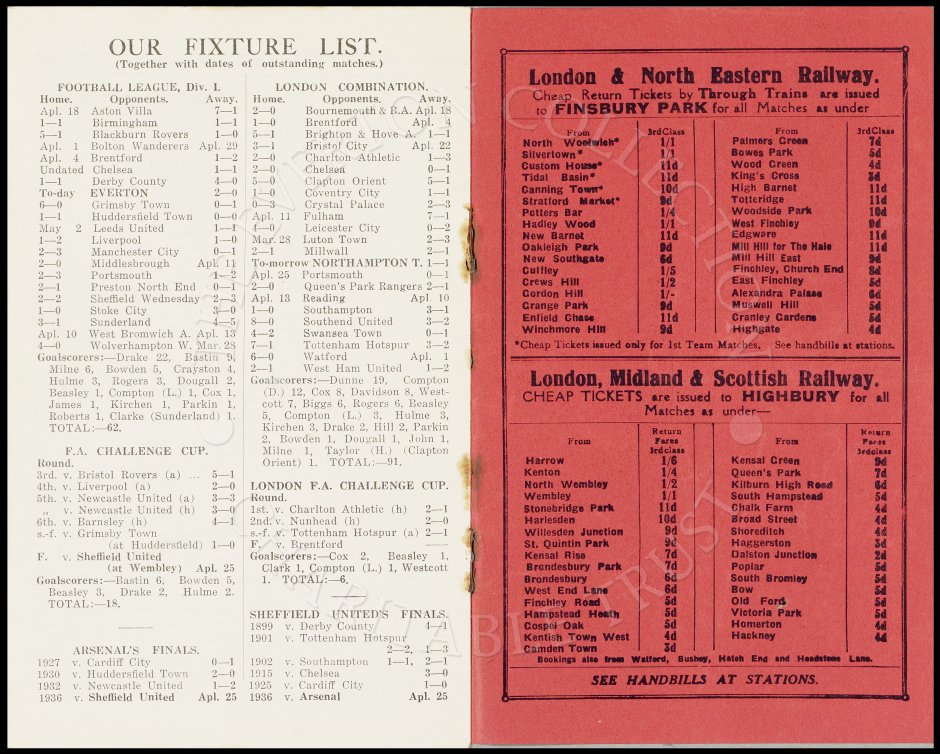 OUR FIXTURE LIST.
(Together with dates of outstanding matches.)
FOOTBALL LEAGUE, Div. I.
Home. Opponents. Away.
Apl. 18 Aston Villa 7—1
1—1 Birmingham 1—1
5—1 Blackburn Rovers 1—0
Apl. 1 Bolton Wanderers Apl. 29
Apl. 4 Brentford 1—2
Undated Chelsea 1—1
1—1 Derby County 4—0
To-day EVERTON 2—0
6—0 Grimsby Town 0—1
1—1 Huddersfield Town 0—0
May 2 Leeds United 1—1
1—2 Liverpool 1—0
2—3 Manchester City 0—1
2—0 Middlesbrough Apl. 11
2—3 Portsmouth 1—2
2—1 Preston North End 0—1
2—2 Sheffield Wednesday 2—3
1—0 Stoke City 3—0
3—1 Sunderland 4—5
Apl. 10 West Bromwich A. Apl. 13
4—0 Wolverhampton W. Mar. 28
Goalscorers:—Drake 22, Bastin 9,
Milne 6, Bowden 5, Crayston 4,
Hulme 3, Rogers 3, Dougall 2,
Beasley 1, Compton (L.) 1, Cox 1,
James 1, Kirchen 1, Parkin 1,
Roberts 1, Clarke (Sunderland) 1.
TOTAL:—62.
F.A. CHALLENGE CUP.
Round.
3rd. v. Bristol Rovers (a) ... 5—1
4th. v. Liverpool (a) 2—0
5th. v. Newcastle United (a) 3—3
„ v. Newcastle United (h) 3—0
6th. v. Barnsley (h) 4—1
s.-f. v. Grimsby Town
(at Huddersfield) 1—0
F. v. Sheffield United
(at Wembley) Apl. 25
Goalscorers:—Bastin 6, Bowden 5,
Beasley 3, Drake 2, Hulme 2.
TOTAL:—18.
ARSENAL'S FINALS.
1927 v. Cardiff City 0—1
1930 v. Huddersfield Town 2—0
1932 v. Newcastle United 1—2
1936 v. Sheffield United Apl. 25
LONDON COMBINATION.
Home. Opponents. Away.
2—0 Bournemouth & B.A. Apl. 18
1—0 Brentford Apl. 4
5—1 Brighton & Hove A. 1—1
3—1 Bristol City Apl. 22
2—0 Charlton Athletic 1—3
2—0 Chelsea 0—1
5—0 Clapton Orient 5—1
1—0 Coventry City 1—1
0—3 Crystal Palace 2—3
Apl. 11 Fulham 7—1
4—0 Leicester City 0—2
Mar. 28 Luton Town 2—3
2—1 Millwall 2—1
To-morrow NORTHAMPTON T. 1—1
Apl. 25 Portsmouth 0—1
2—0 Queen's Park Rangers 2—1
Apl. 13 Reading Apl. 10
1—0 Southampton 3—1
8—0 Southend United 3—2
4—2 Swansea Town 0—1
7—1 Tottenham Hotspur 3—2
6—0 Watford Apl. 1
2—1 West Ham United 1—2
Goalscorers:—Dunne 19, Compton
(D.) 12, Cox 8, Davidson 8, West-
cott 7, Biggs 6, Rogers 6, Beasley
5, Compton (L.) 3, Hulme 3,
Kirchen 3, Drake 2, Hill 2, Parkin
2, Bowden 1, Dougall 1, John 1,
Milne 1, Taylor (H.) (Clapton
Orient) 1. TOTAL:—91.
LONDON F.A. CHALLENGE CUP.
Round.
1st. v. Charlton Athletic (h) 2—1
2nd. v. Nunhead (h) 2—0
s.-f. v. Tottenham Hotspur (a) 2—1
F. v. Brentford —
Goalscorers:—Cox 2, Beasley 1,
Clark 1, Compton (L.) 1, Westcott
1. TOTAL:—6.
SHEFFIELD UNITED'S FINALS.
1899 v. Derby County 4—1
1901 v. Tottenham Hotspur
2—2, 1—3
1902 v. Southampton 1—1, 2—1
1915 v. Chelsea 3—0
1925 v. Cardiff City 1—0
1936 v. Arsenal Apl. 25
London & North Eastern Railway.
Cheap Return Tickets by Through Trains are issued
to FINSBURY PARK for all Matches as under
From 3rd Class
North Woolwich* 1/1
Silvertown* 1/1
Custom House* 11d
Tidal Basin* 11d
Canning Town* 10d
Stratford Market* 9d
Potters Bar 1/4
Hadley Wood 1/1
New Barnet 11d
Oakleigh Park 9d
New Southgate 6d
Cuffley 1/5
Crews Hill 1/2
Gordon Hill 1/-
Grange Park 9d
Enfield Chase 11d
Winchmore Hill 9d
From 3rd Class
Palmers Green 7d
Bowes Park 5d
Wood Green 4d
King's Cross 3d
High Barnet 11d
Totteridge 11d
Woodside Park 10d
West Finchley 9d
Edgware 11d
Mill Hill for The Hale 11d
Mill Hill East 9d
Finchley, Church End 8d
East Finchley 5d
Alexandra Palace 6d
Muswell Hill 5d
Cranley Gardens 5d
Highgate 4d
*Cheap Tickets issued only for 1st Team Matches. See handbills at stations.
London, Midland & Scottish Railway.
CHEAP TICKETS are issued to HIGHBURY for all
Matches as under—
From Return Fares 3rd class
Harrow 1/6
Kenton 1/4
North Wembley 1/2
Wembley 1/1
Stonebridge Park 11d
Harlesden 10d
Willesden Junction 9d
St. Quintin Park 9d
Kensal Rise 7d
Brondesbury Park 7d
Brondesbury 6d
West End Lane 6d
Finchley Road 5d
Hampstead Heath 5d
Gospel Oak 5d
Kentish Town West 4d
Camden Town 3d
From Return Fares 3rd class
Kensal Green 9d
Queen's Park 7d
Kilburn High Road 6d
South Hampstead 5d
Chalk Farm 4d
Broad Street 4d
Shoreditch 4d
Haggerston 3d
Dalston Junction 2d
Poplar 5d
South Bromley 5d
Bow 5d
Old Ford 5d
Victoria Park 5d
Homerton 4d
Hackney 4d
Bookings also from Watford, Bushey, Hatch End and Headstone Lane.
SEE HANDBILLS AT STATIONS.